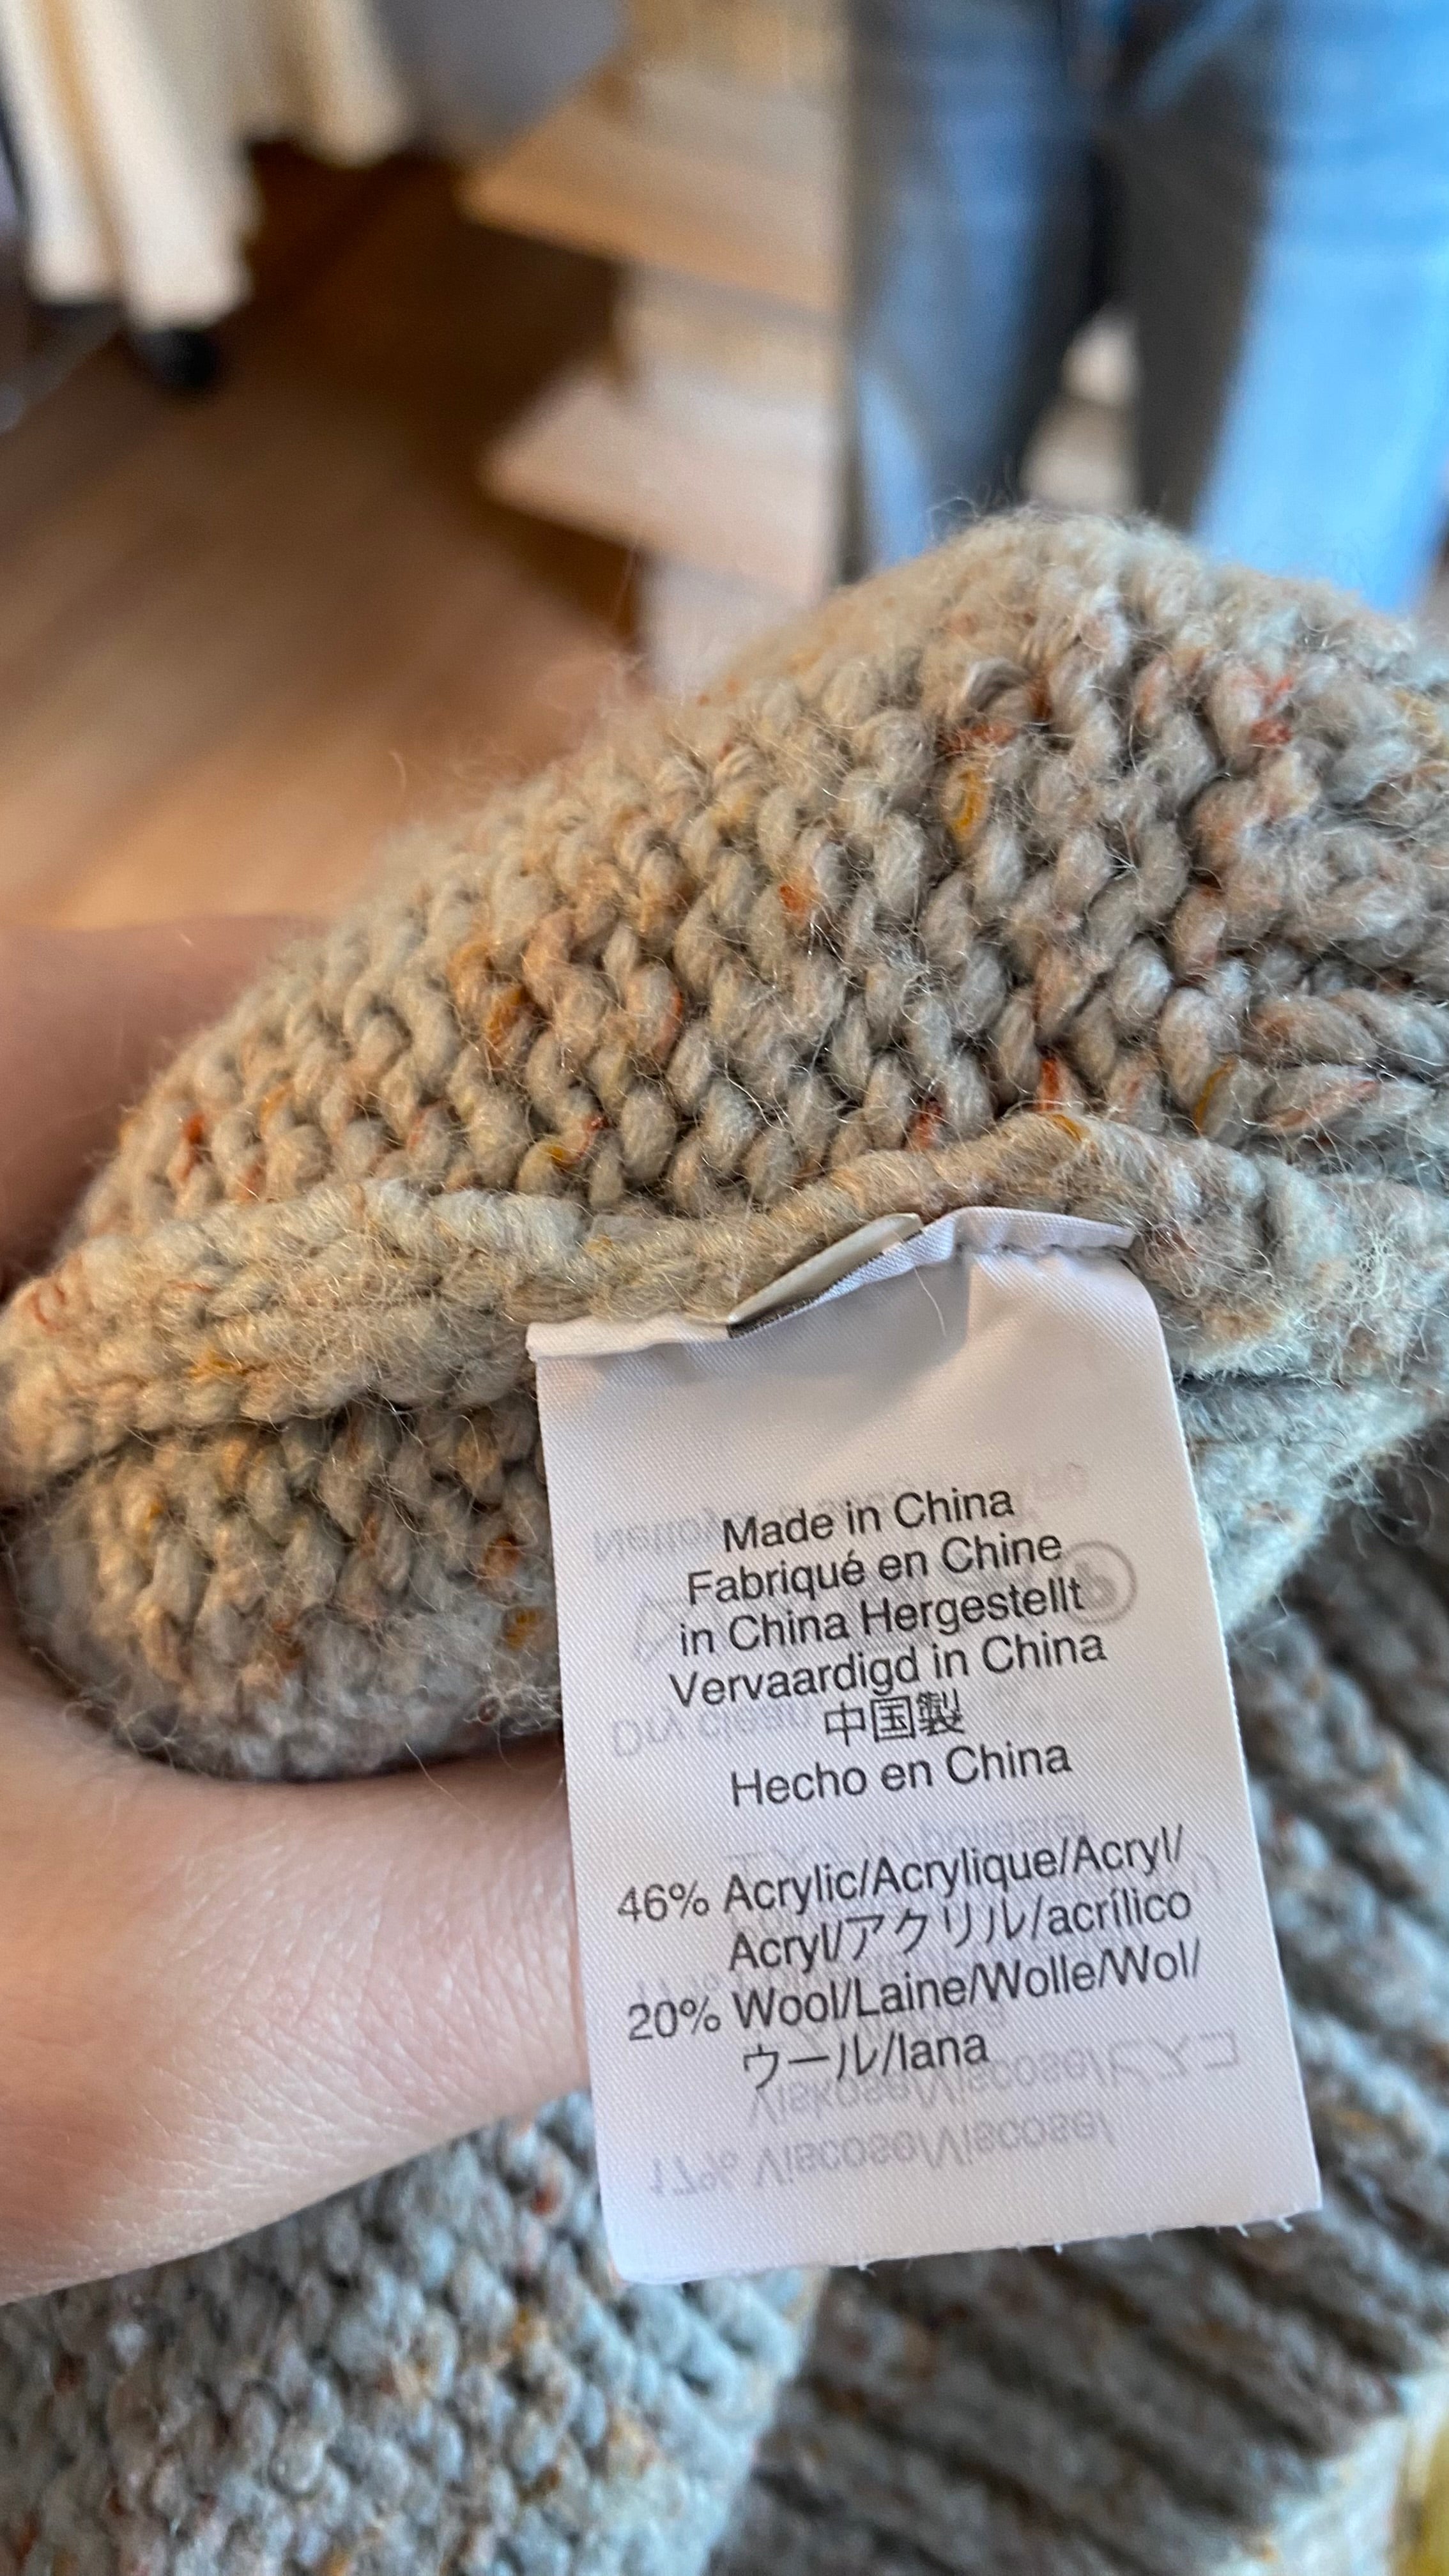 Made in China
Fabriqué en Chine
in China Hergestellt
Vervaardigd in China
中国製
Hecho en China
46% Acrylic/Acrylique/Acryl/
Acryl/アクリル/acrílico
20% Wool/Laine/Wolle/Wol/
ウール/lana